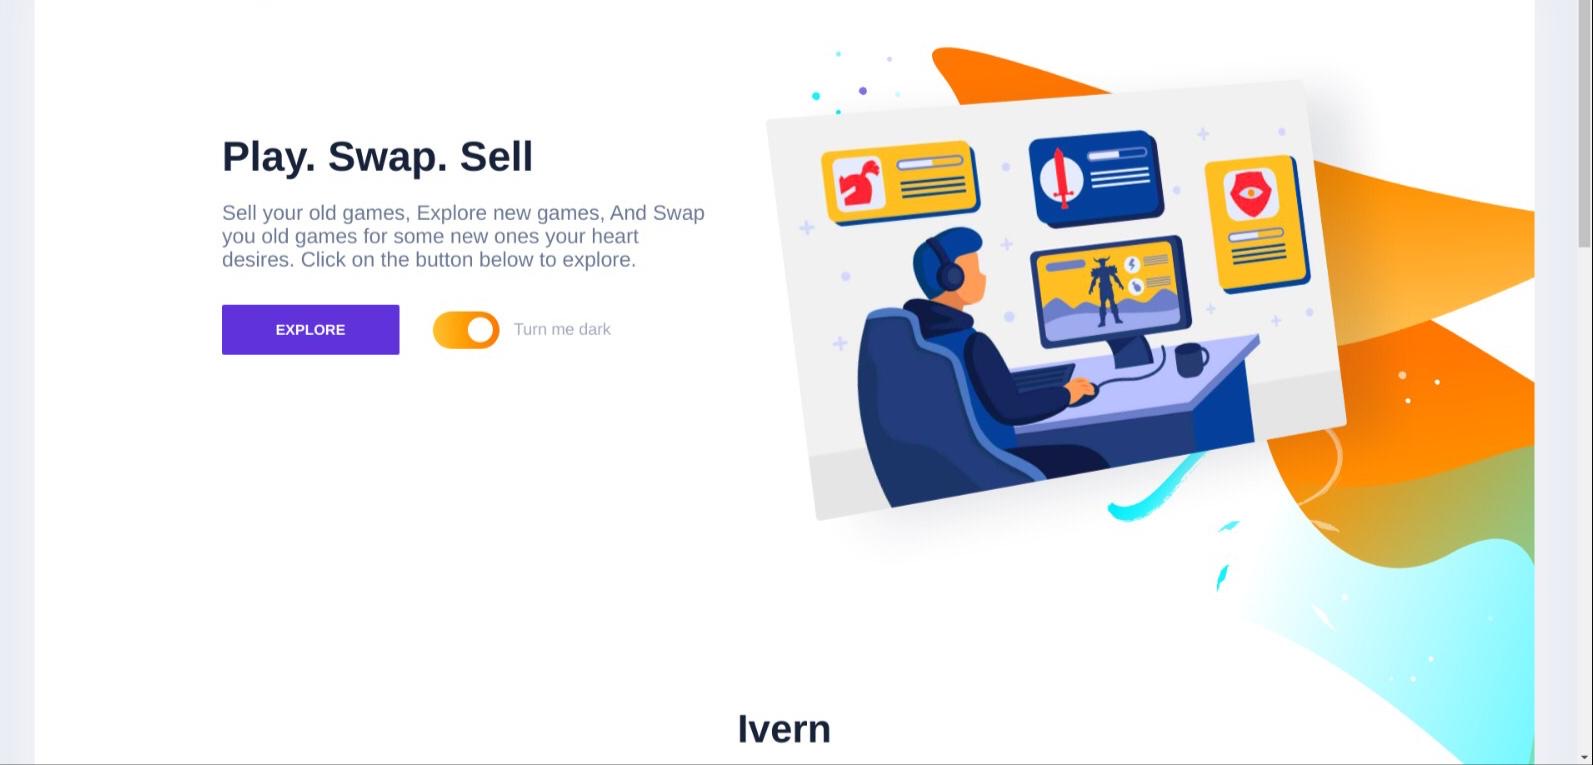 Play. Swap. Sell
Sell your old games, Explore new games, And Swap
you old games for some new ones your heart
desires. Click on the button below to explore.
EXPLORE
Turn me dark
Ivern